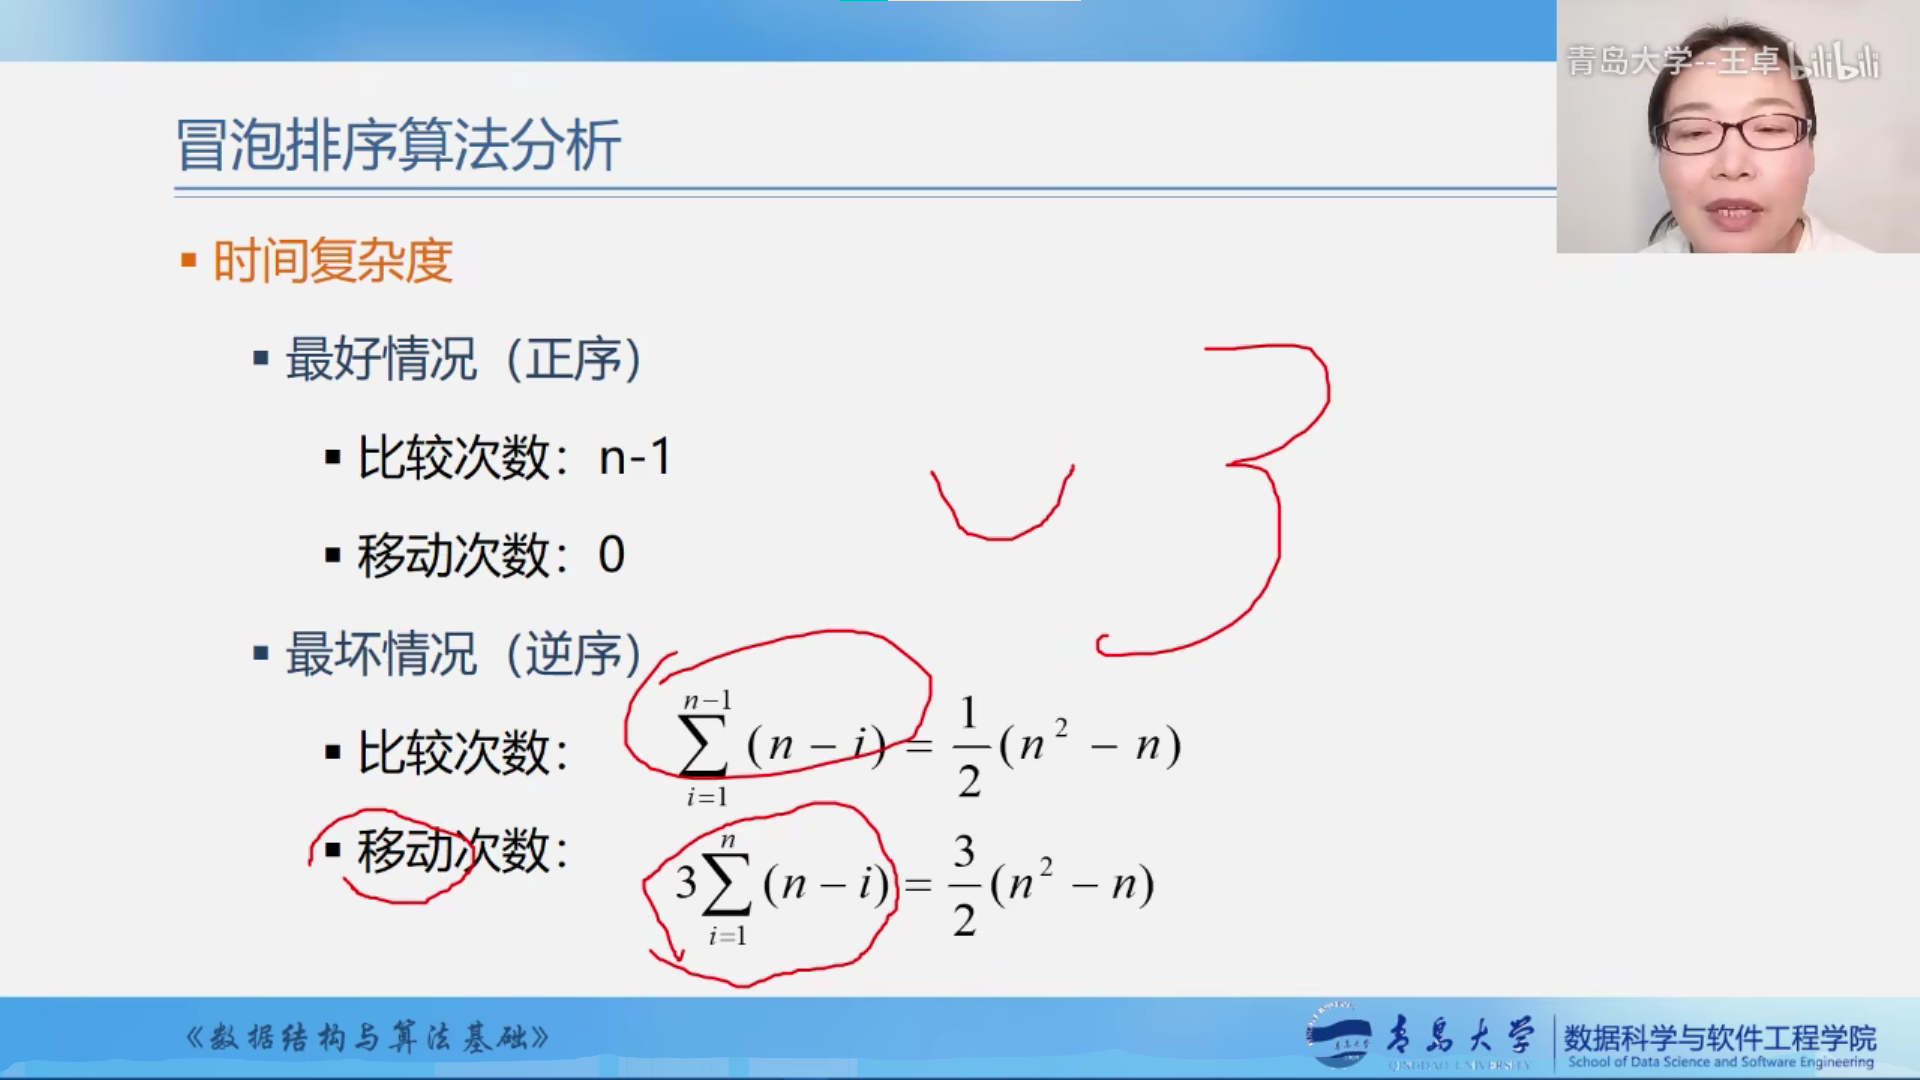 青岛大学--王卓 bilibili
冒泡排序算法分析
▪ 时间复杂度
▪ 最好情况（正序）
▪ 比较次数：n-1
▪ 移动次数：0
3
▪ 最坏情况（逆序）
▪ 比较次数： \sum_{i=1}^{n-1}(n-i)=\frac{1}{2}(n^2-n)
▪ 移动次数： 3\sum_{i=1}^{n}(n-i)=\frac{3}{2}(n^2-n)
《数据结构与算法基础》
青岛大学 数据科学与软件工程学院
QINGDAO UNIVERSITY School of Data Science and Software Engineering